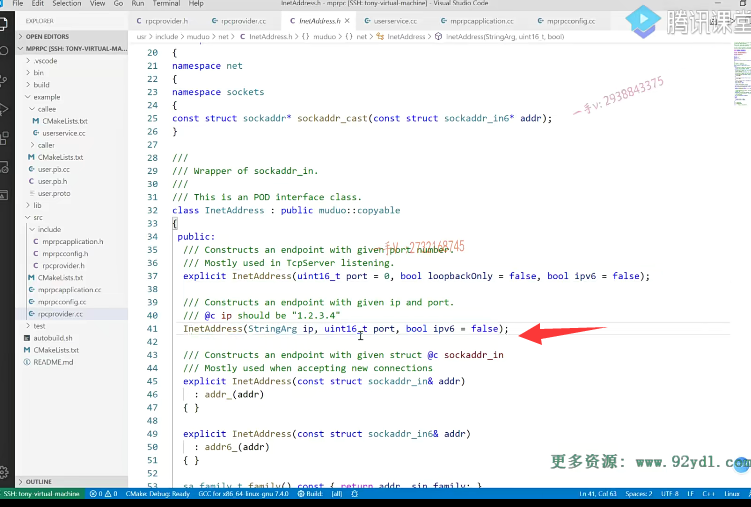 File Edit Selection View Go Run Terminal Help
InetAddress.h - mprpc [SSH: tony-virtual-machine] - Visual Studio Code
EXPLORER
OPEN EDITORS
MPRPC [SSH: TONY-VIRTUAL-MA...
.vscode
bin
build
example
callee
CMakeLists.txt
userservice.cc
caller
CMakeLists.txt
user.pb.cc
user.pb.h
user.proto
lib
src
include
mprpcapplication.h
mprpcconfig.h
rpcprovider.h
CMakeLists.txt
mprpcapplication.cc
mprpcconfig.cc
rpcprovider.cc
test
autobuild.sh
CMakeLists.txt
README.md
OUTLINE
rpcprovider.h
rpcprovider.cc
InetAddress.h
userservice.cc
mprpcapplication.cc
mprpcconfig.cc
腾讯课堂
usr > include > muduo > net > InetAddress.h > {} muduo > {} net > InetAddress > InetAddress(StringArg, uint16_t, bool)
20 {
21 namespace net
22 {
23 namespace sockets
24 {
25 const struct sockaddr* sockaddr_cast(const struct sockaddr_in6* addr);
26 }
27
28 ///
29 /// Wrapper of sockaddr_in.
30 ///
31 /// This is an POD interface class.
32 class InetAddress : public muduo::copyable
33 {
34 public:
35 /// Constructs an endpoint with given port number.
36 /// Mostly used in TcpServer listening.
37 explicit InetAddress(uint16_t port = 0, bool loopbackOnly = false, bool ipv6 = false);
38
39 /// Constructs an endpoint with given ip and port.
40 /// @c ip should be "1.2.3.4"
41 InetAddress(StringArg ip, uint16_t port, bool ipv6 = false);
42
43 /// Constructs an endpoint with given struct @c sockaddr_in
44 /// Mostly used when accepting new connections
45 explicit InetAddress(const struct sockaddr_in& addr)
46 : addr_(addr)
47 { }
48
49 explicit InetAddress(const struct sockaddr_in6& addr)
50 : addr6_(addr)
51 { }
52
53 sa_family_t family() const { return addr_.sin_family; }
一手v: 2938843375
更多资源: www.92ydl.com
SSH: tony-virtual-machine 0 0 CMake: Debug: Ready GCC for x86_64-linux-gnu 7.4.0 Build: [all] Ln 41, Col 63 Spaces: 2 UTF-8 LF C++ Linux